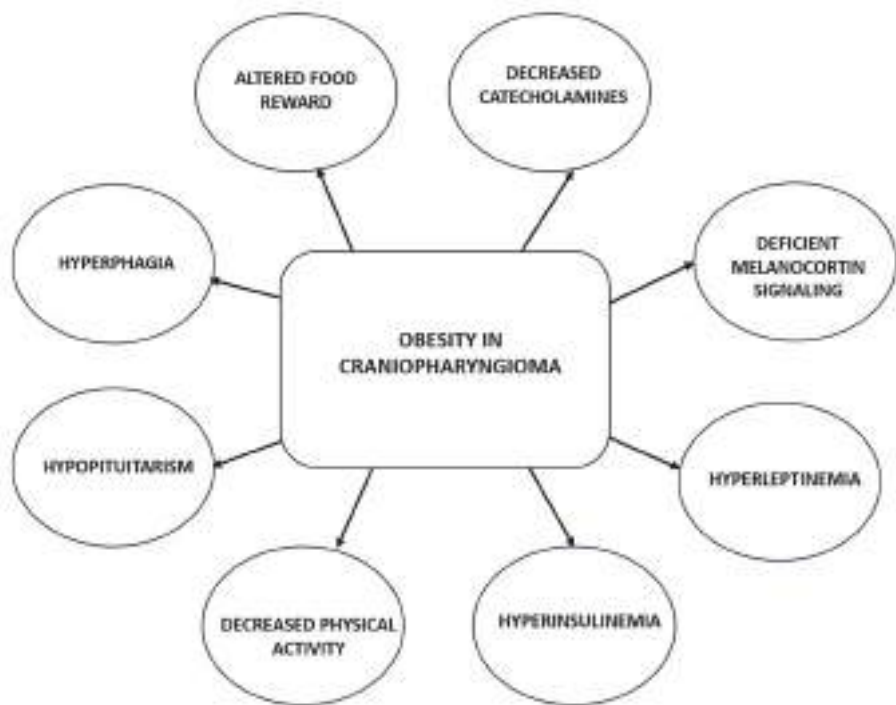 ALTERED FOOD
REWARD
DECREASED
CATECHOLAMINES
HYPERPHAGIA
DEFICIENT
MELANOCORTIN
SIGNALING
OBESITY IN
CRANIOPHARYNGIOMA
HYPOPITUITARISM
HYPERLEPTINEMIA
DECREASED PHYSICAL
ACTIVITY
HYPERINSULINEMIA